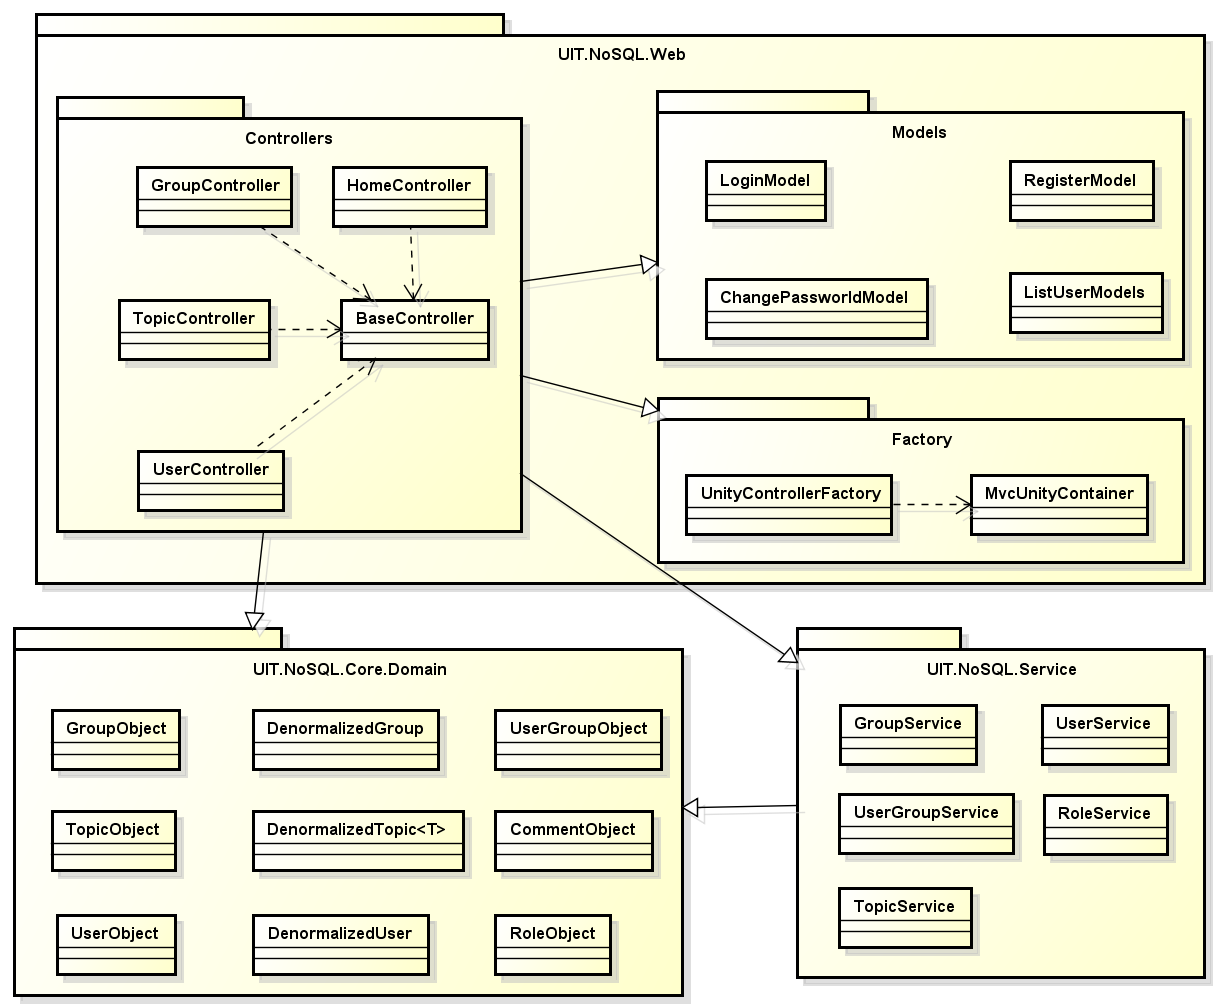 UIT.NoSQL.Web
Controllers
GroupController
HomeController
TopicController
BaseController
UserController
Models
LoginModel
RegisterModel
ChangePassworldModel
ListUserModels
Factory
UnityControllerFactory
MvcUnityContainer
UIT.NoSQL.Core.Domain
GroupObject
DenormalizedGroup
UserGroupObject
TopicObject
DenormalizedTopic<T>
CommentObject
UserObject
DenormalizedUser
RoleObject
UIT.NoSQL.Service
GroupService
UserService
UserGroupService
RoleService
TopicService